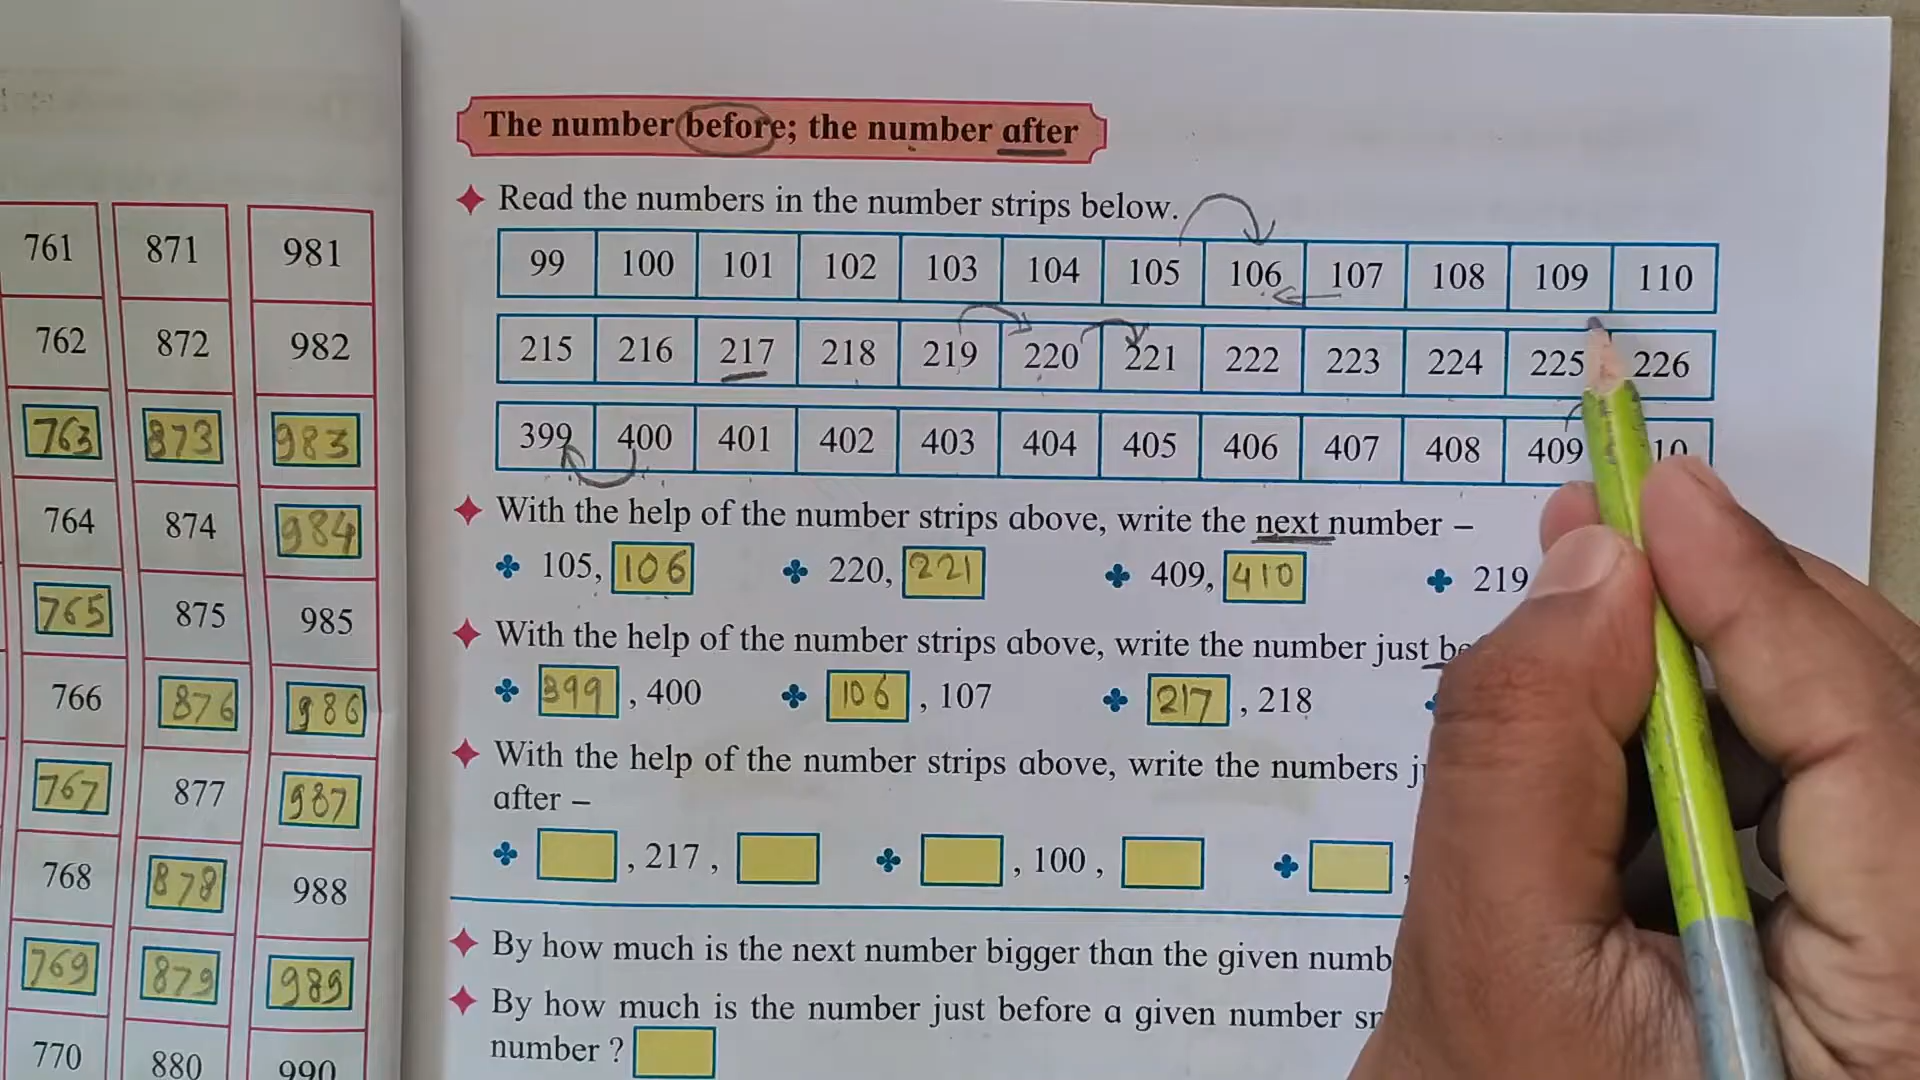 761 871 981
762 872 982
763 873 983
764 874 984
765 875 985
766 876 986
767 877 987
768 878 988
769 879 989
770 880 990
The number before; the number after
Read the numbers in the number strips below.
99 100 101 102 103 104 105 106 107 108 109 110
215 216 217 218 219 220 221 222 223 224 225 226
399 400 401 402 403 404 405 406 407 408 409 10
With the help of the number strips above, write the next number –
105, 106 220, 221 409, 410 219
With the help of the number strips above, write the number just be
399 , 400 106 , 107 217 , 218
With the help of the number strips above, write the numbers j
after –
, 217 , , 100 , ,
By how much is the next number bigger than the given numb
By how much is the number just before a given number sm
number ?